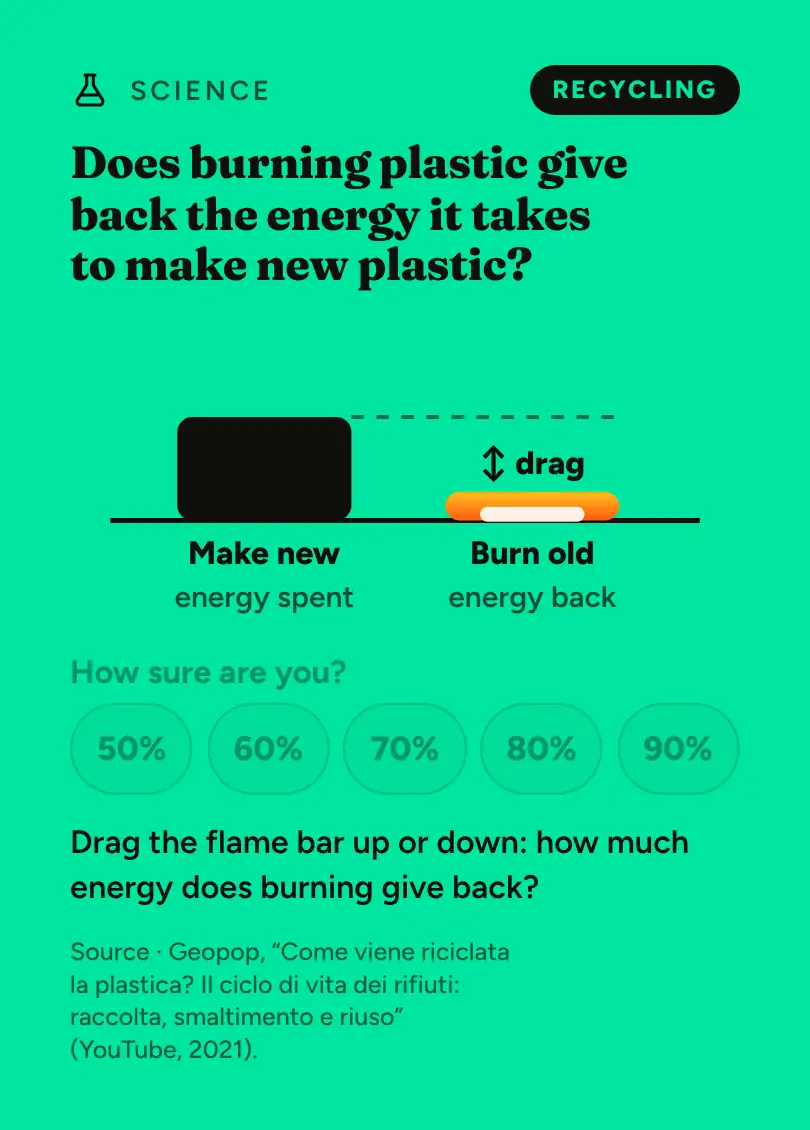 SCIENCE
RECYCLING
Does burning plastic give
back the energy it takes
to make new plastic?
drag
Make new
energy spent
Burn old
energy back
How sure are you?
50%
60%
70%
80%
90%
Drag the flame bar up or down: how much
energy does burning give back?
Source · Geopop, “Come viene riciclata
la plastica? Il ciclo di vita dei rifiuti:
raccolta, smaltimento e riuso”
(YouTube, 2021).